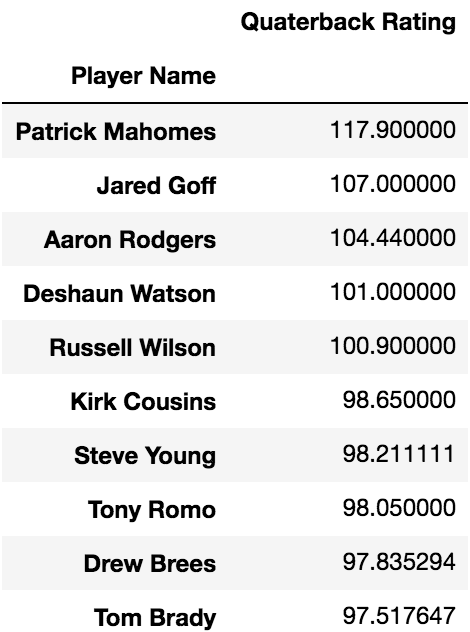 Quaterback Rating
Player Name
Patrick Mahomes 117.900000
Jared Goff 107.000000
Aaron Rodgers 104.440000
Deshaun Watson 101.000000
Russell Wilson 100.900000
Kirk Cousins 98.650000
Steve Young 98.211111
Tony Romo 98.050000
Drew Brees 97.835294
Tom Brady 97.517647